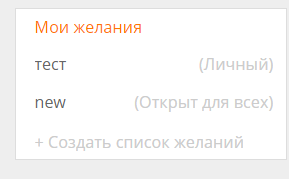 Мои желания
тест (Личный)
new (Открыт для всех)
+ Создать список желаний